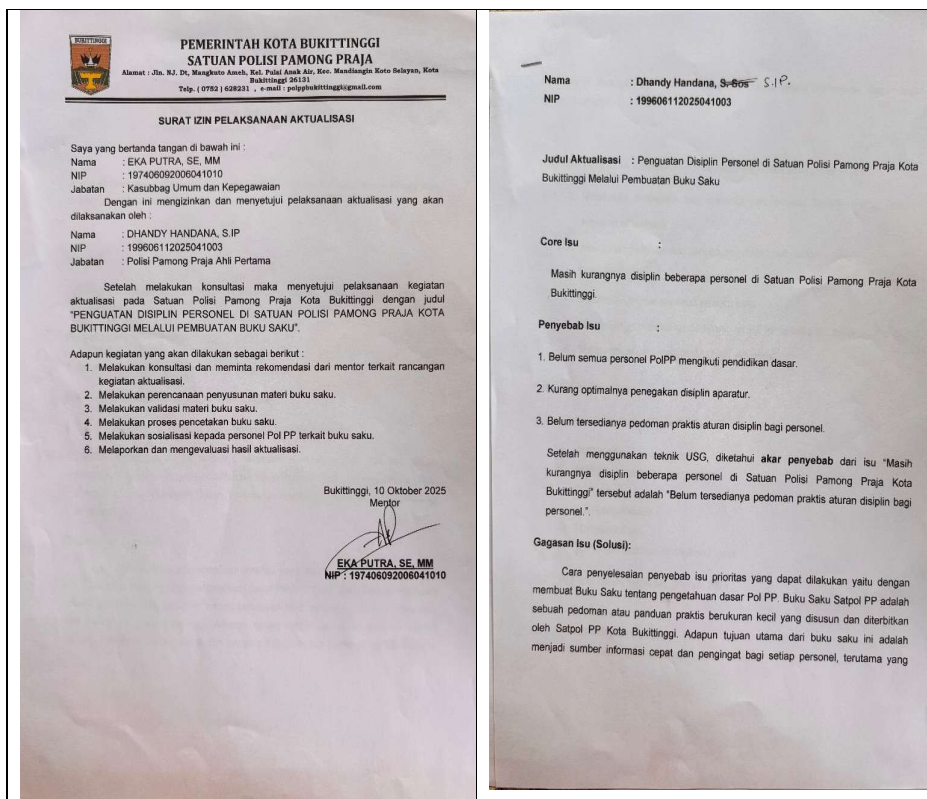 BUKITTINGGI
PEMERINTAH KOTA BUKITTINGGI
SATUAN POLISI PAMONG PRAJA
Alamat : Jln. NJ. Dt, Mangkuto Ameh, Kel. Pulai Anak Air, Kec. Mandiangin Koto Selayan, Kota
Bukittinggi 26131
Telp. ( 0752 ) 628231 , e-mail : polppbukittinggi@gmail.com
SURAT IZIN PELAKSANAAN AKTUALISASI
Saya yang bertanda tangan di bawah ini :
Nama : EKA PUTRA, SE, MM
NIP : 197406092006041010
Jabatan : Kasubbag Umum dan Kepegawaian
Dengan ini mengizinkan dan menyetujui pelaksanaan aktualisasi yang akan
dilaksanakan oleh :
Nama : DHANDY HANDANA, S.IP
NIP : 199606112025041003
Jabatan : Polisi Pamong Praja Ahli Pertama
Setelah melakukan konsultasi maka menyetujui pelaksanaan kegiatan
aktualisasi pada Satuan Polisi Pamong Praja Kota Bukittinggi dengan judul
"PENGUATAN DISIPLIN PERSONEL DI SATUAN POLISI PAMONG PRAJA KOTA
BUKITTINGGI MELALUI PEMBUATAN BUKU SAKU".
Adapun kegiatan yang akan dilakukan sebagai berikut :
1. Melakukan konsultasi dan meminta rekomendasi dari mentor terkait rancangan
kegiatan aktualisasi.
2. Melakukan perencanaan penyusunan materi buku saku.
3. Melakukan validasi materi buku saku.
4. Melakukan proses pencetakan buku saku.
5. Melakukan sosialisasi kepada personel Pol PP terkait buku saku.
6. Melaporkan dan mengevaluasi hasil aktualisasi.
Bukittinggi, 10 Oktober 2025
Mentor
EKA PUTRA, SE, MM
NIP : 197406092006041010
Nama : Dhandy Handana, S.Sos S.IP.
NIP : 199606112025041003
Judul Aktualisasi : Penguatan Disiplin Personel di Satuan Polisi Pamong Praja Kota
Bukittinggi Melalui Pembuatan Buku Saku
Core Isu :
Masih kurangnya disiplin beberapa personel di Satuan Polisi Pamong Praja Kota
Bukittinggi.
Penyebab Isu :
1. Belum semua personel PolPP mengikuti pendidikan dasar.
2. Kurang optimalnya penegakan disiplin aparatur.
3. Belum tersedianya pedoman praktis aturan disiplin bagi personel.
Setelah menggunakan teknik USG, diketahui akar penyebab dari isu "Masih
kurangnya disiplin beberapa personel di Satuan Polisi Pamong Praja Kota
Bukittinggi" tersebut adalah "Belum tersedianya pedoman praktis aturan disiplin bagi
personel.".
Gagasan Isu (Solusi):
Cara penyelesaian penyebab isu prioritas yang dapat dilakukan yaitu dengan
membuat Buku Saku tentang pengetahuan dasar Pol PP. Buku Saku Satpol PP adalah
sebuah pedoman atau panduan praktis berukuran kecil yang disusun dan diterbitkan
oleh Satpol PP Kota Bukittinggi. Adapun tujuan utama dari buku saku ini adalah
menjadi sumber informasi cepat dan pengingat bagi setiap personel, terutama yang